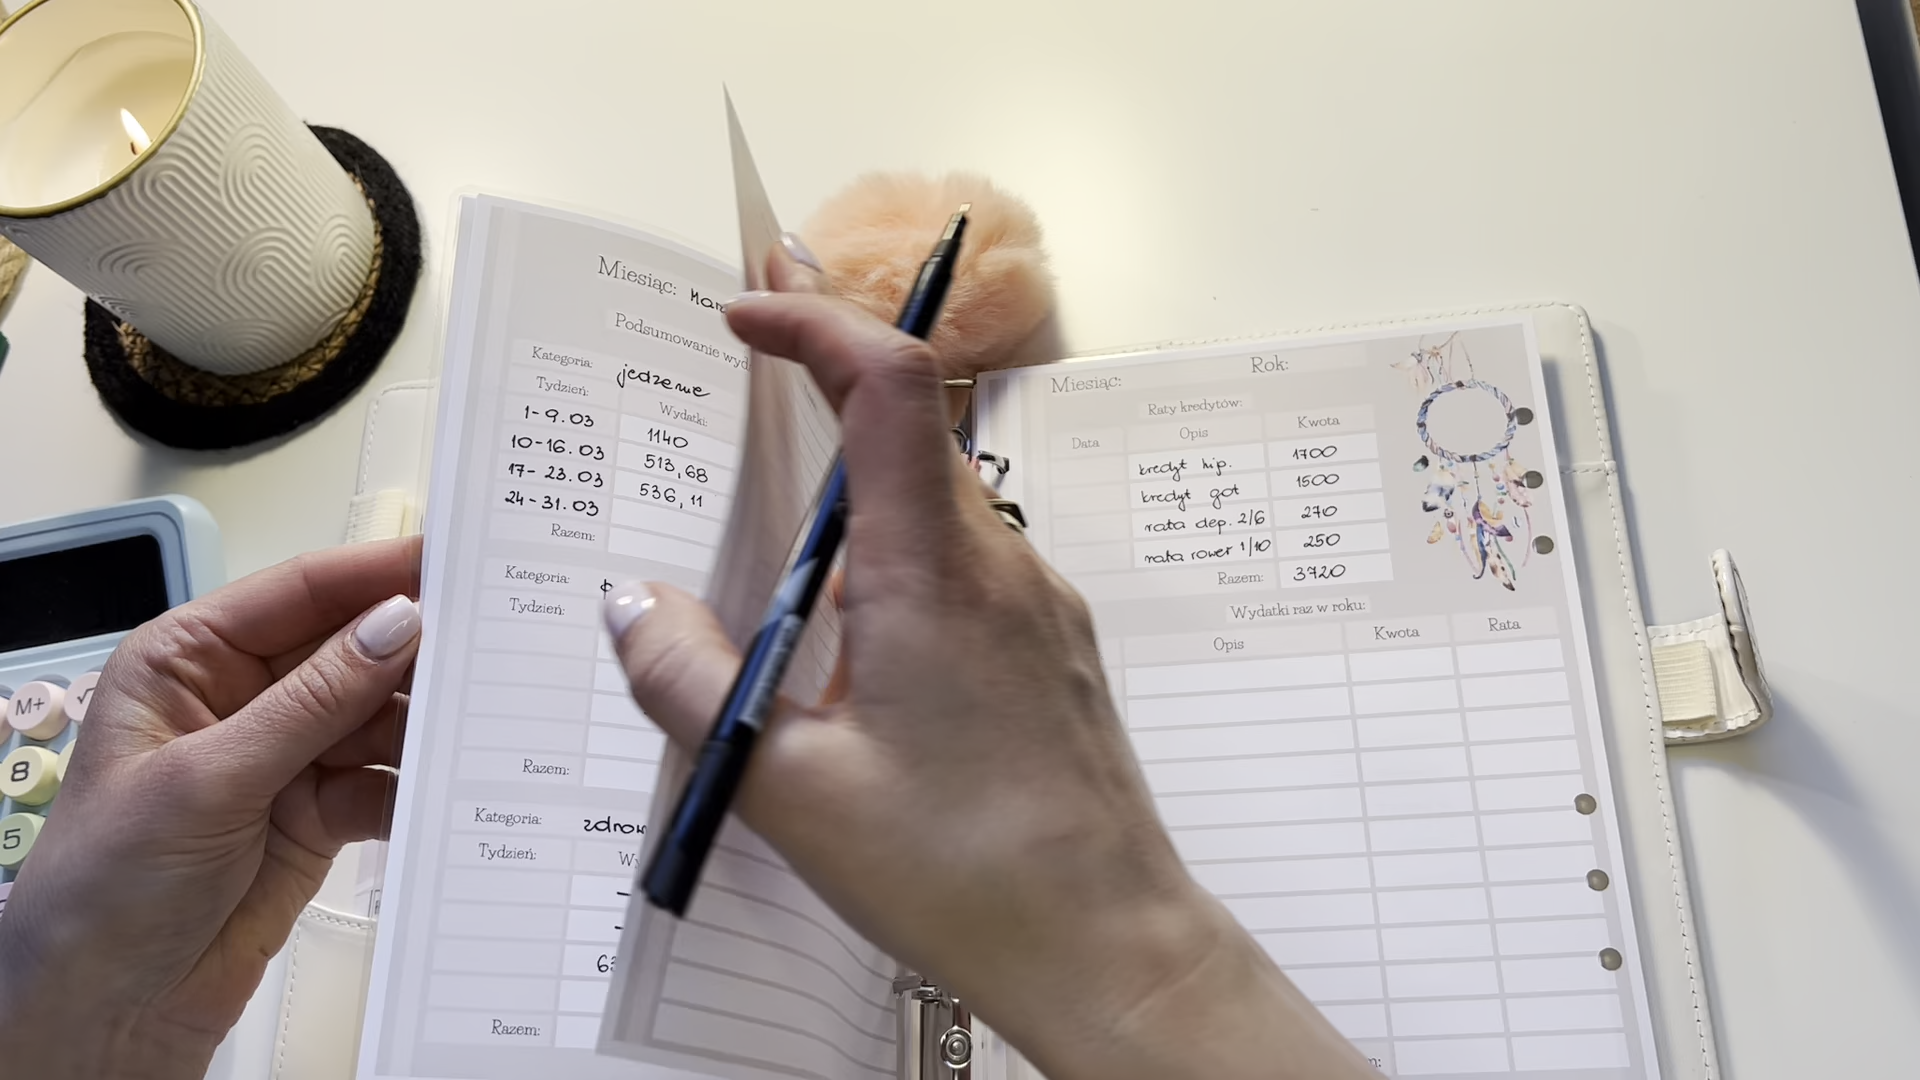 Miesiąc:
Podsumowanie
Kategoria: jedzenie
Tydzień: Wydatki:
1-9.03 1140
10-16.03 513,68
17-23.03 536,11
24-31.03
Razem:
Kategoria:
Tydzień:
Razem:
Kategoria:
Tydzień:
Razem:
Miesiąc: Rok:
Raty kredytów:
Data Opis Kwota
kredyt hip. 1700
kredyt got 1500
rata dep. 2/6 270
rata rower 1/10 250
Razem: 3720
Wydatki raz w roku:
Opis Kwota Rata
M+ √
8
5